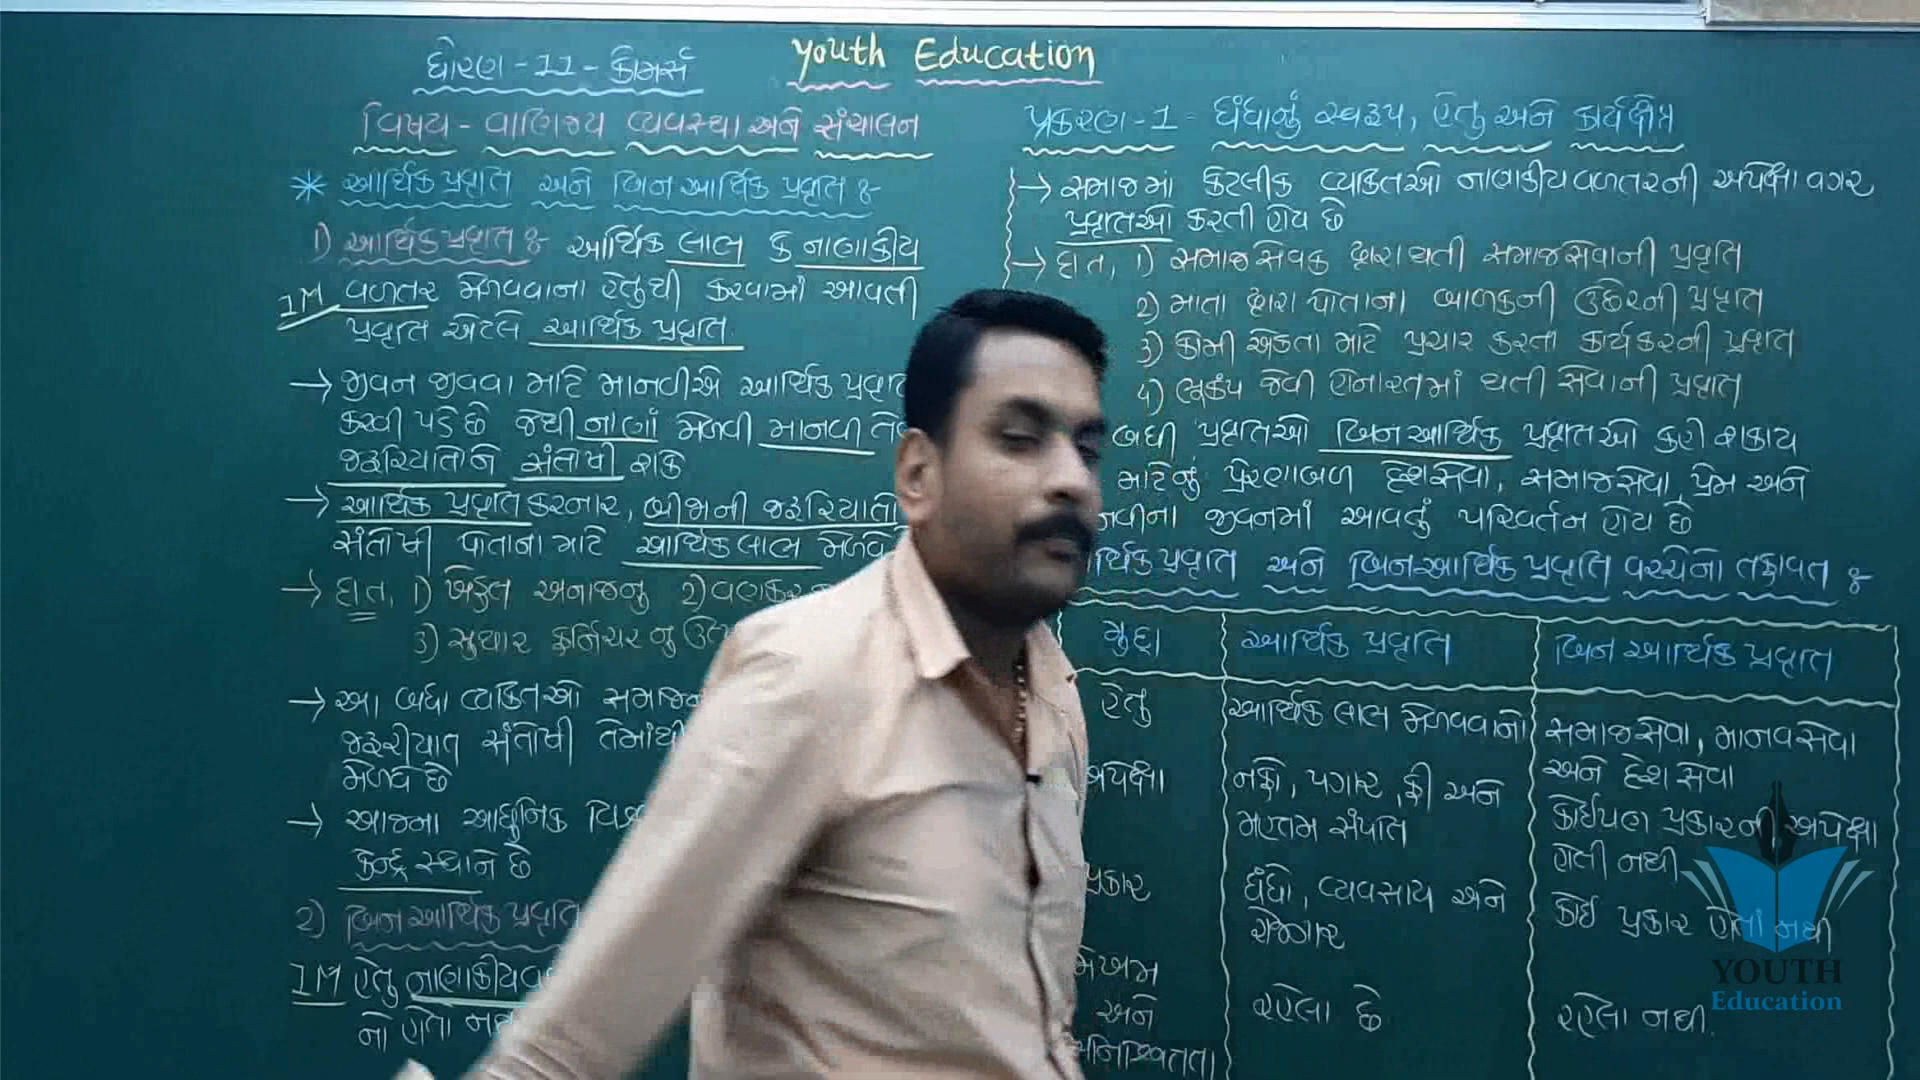 ધોરણ - 11 - કોમર્સ
Youth Education
વિષય - વાણિજ્ય વ્યવસ્થા અને સંચાલન
* આર્થિક પ્રવૃતિ અને બિન આર્થિક પ્રવૃતિ :-
1) આર્થિક પ્રવૃતિ :- આર્થિક લાભ કે નાણાકીય
1M વળતર મેળવવાના હેતુથી કરવામાં આવતી
પ્રવૃતિ એટલે આર્થિક પ્રવૃતિ.
→ જીવન જીવવા માટે માનવીએ આર્થિક
કરવી પડે છે જેથી નાણાં મેળવી માનવી
જરૂરિયાતોને સંતોષી શકે
→ આર્થિક પ્રવૃતિ કરનાર, બીજાની જરૂરિયાતો
સંતોષી પોતાના માટે આર્થિક લાભ
→ દા.ત. 1) ખેડૂત અનાજનું 2) વણકર
3) સુથાર ફર્નિચરનું
→ આ બધા વ્યક્તિઓ
જરૂરીયાત સંતોષી તેમાંથી
મેળવે છે
→ આજના આધુનિક
કેન્દ્ર સ્થાને છે
2) બિન આર્થિક પ્રવૃતિ
1M હેતુ
નો હોતો
પ્રકરણ - 1 - ધંધાનું સ્વરૂપ, હેતુ અને કાર્યક્ષેત્ર
→ સમાજમાં કેટલીક વ્યક્તિઓ નાણાકીય વળતરની અપેક્ષા વગર
પ્રવૃતિઓ કરતી હોય છે
→ દા.ત. 1) સમાજસેવક દ્વારા થતી સમાજસેવાની પ્રવૃતિ
2) માતા દ્વારા પોતાના બાળકની ઉછેરની પ્રવૃતિ
3) કોમી એકતા માટે પ્રચાર કરતા કાર્યકરની પ્રવૃતિ
4) ભૂકંપ જેવી હોનારતમાં થતી સેવાની પ્રવૃતિ
બધી પ્રવૃતિઓ બિન આર્થિક પ્રવૃતિઓ કહી શકાય
માટેનું પ્રેરણાબળ દેશસેવા, સમાજસેવા, પ્રેમ અને
જીવનમાં આવતું પરિવર્તન હોય છે
પ્રવૃતિ અને બિન આર્થિક પ્રવૃતિ વચ્ચેનો તફાવત :-
મુદ્દા આર્થિક પ્રવૃતિ બિન આર્થિક પ્રવૃતિ
હેતુ આર્થિક લાભ મેળવવાનો સમાજસેવા, માનવસેવા
અને દેશ સેવા
અપેક્ષા નફો, પગાર, ફી અને કોઈપણ પ્રકારની અપેક્ષા
મહત્તમ સંપતિ હોતી નથી
પ્રકાર ધંધો, વ્યવસાય અને કોઈ પ્રકાર હોતાં નથી
રોજગાર
જોખમ
અને રહેલા છે રહેલા નથી.
અનિશ્ચિતતા
YOUTH
Education